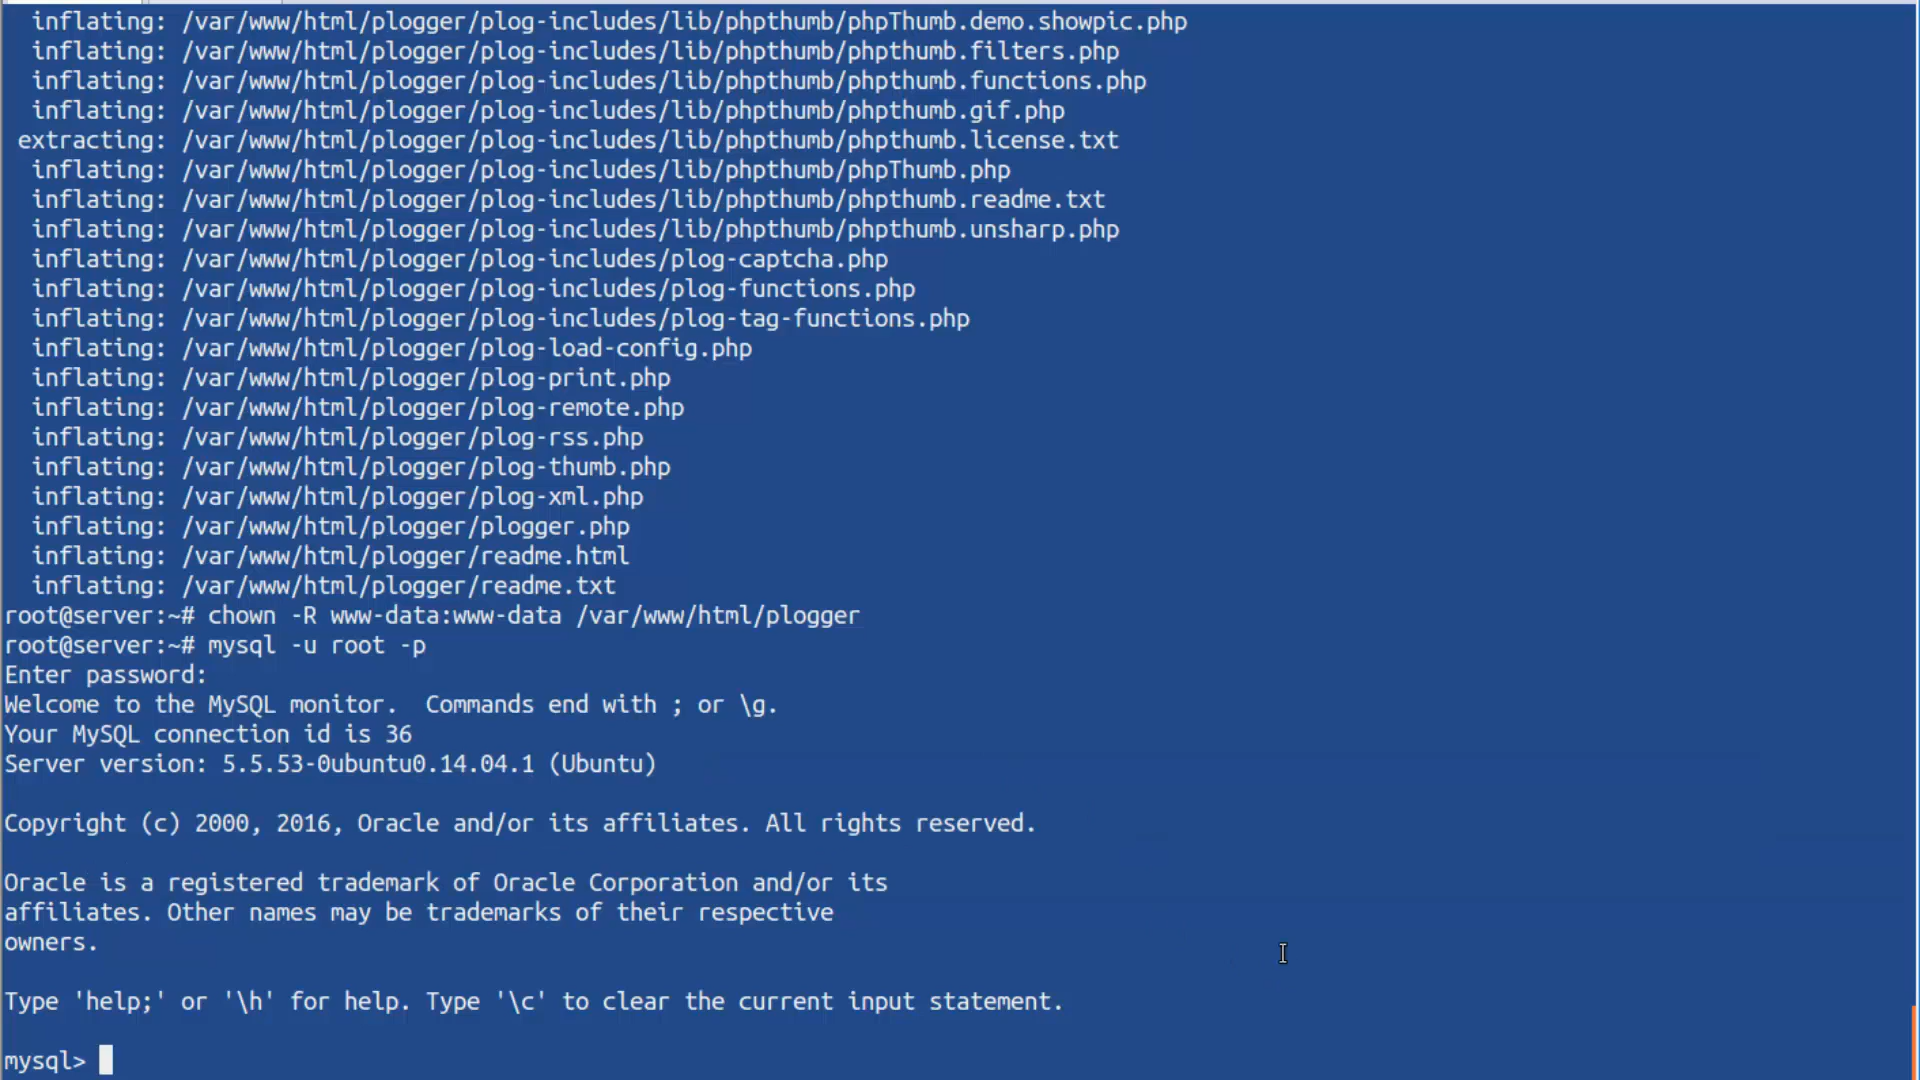 inflating: /var/www/html/plogger/plog-includes/lib/phpthumb/phpThumb.demo.showpic.php
inflating: /var/www/html/plogger/plog-includes/lib/phpthumb/phpthumb.filters.php
inflating: /var/www/html/plogger/plog-includes/lib/phpthumb/phpthumb.functions.php
inflating: /var/www/html/plogger/plog-includes/lib/phpthumb/phpthumb.gif.php
extracting: /var/www/html/plogger/plog-includes/lib/phpthumb/phpthumb.license.txt
inflating: /var/www/html/plogger/plog-includes/lib/phpthumb/phpThumb.php
inflating: /var/www/html/plogger/plog-includes/lib/phpthumb/phpthumb.readme.txt
inflating: /var/www/html/plogger/plog-includes/lib/phpthumb/phpthumb.unsharp.php
inflating: /var/www/html/plogger/plog-includes/plog-captcha.php
inflating: /var/www/html/plogger/plog-includes/plog-functions.php
inflating: /var/www/html/plogger/plog-includes/plog-tag-functions.php
inflating: /var/www/html/plogger/plog-load-config.php
inflating: /var/www/html/plogger/plog-print.php
inflating: /var/www/html/plogger/plog-remote.php
inflating: /var/www/html/plogger/plog-rss.php
inflating: /var/www/html/plogger/plog-thumb.php
inflating: /var/www/html/plogger/plog-xml.php
inflating: /var/www/html/plogger/plogger.php
inflating: /var/www/html/plogger/readme.html
inflating: /var/www/html/plogger/readme.txt
root@server:~# chown -R www-data:www-data /var/www/html/plogger
root@server:~# mysql -u root -p
Enter password:
Welcome to the MySQL monitor.  Commands end with ; or \g.
Your MySQL connection id is 36
Server version: 5.5.53-0ubuntu0.14.04.1 (Ubuntu)
Copyright (c) 2000, 2016, Oracle and/or its affiliates. All rights reserved.
Oracle is a registered trademark of Oracle Corporation and/or its
affiliates. Other names may be trademarks of their respective
owners.
Type 'help;' or '\h' for help. Type '\c' to clear the current input statement.
mysql>